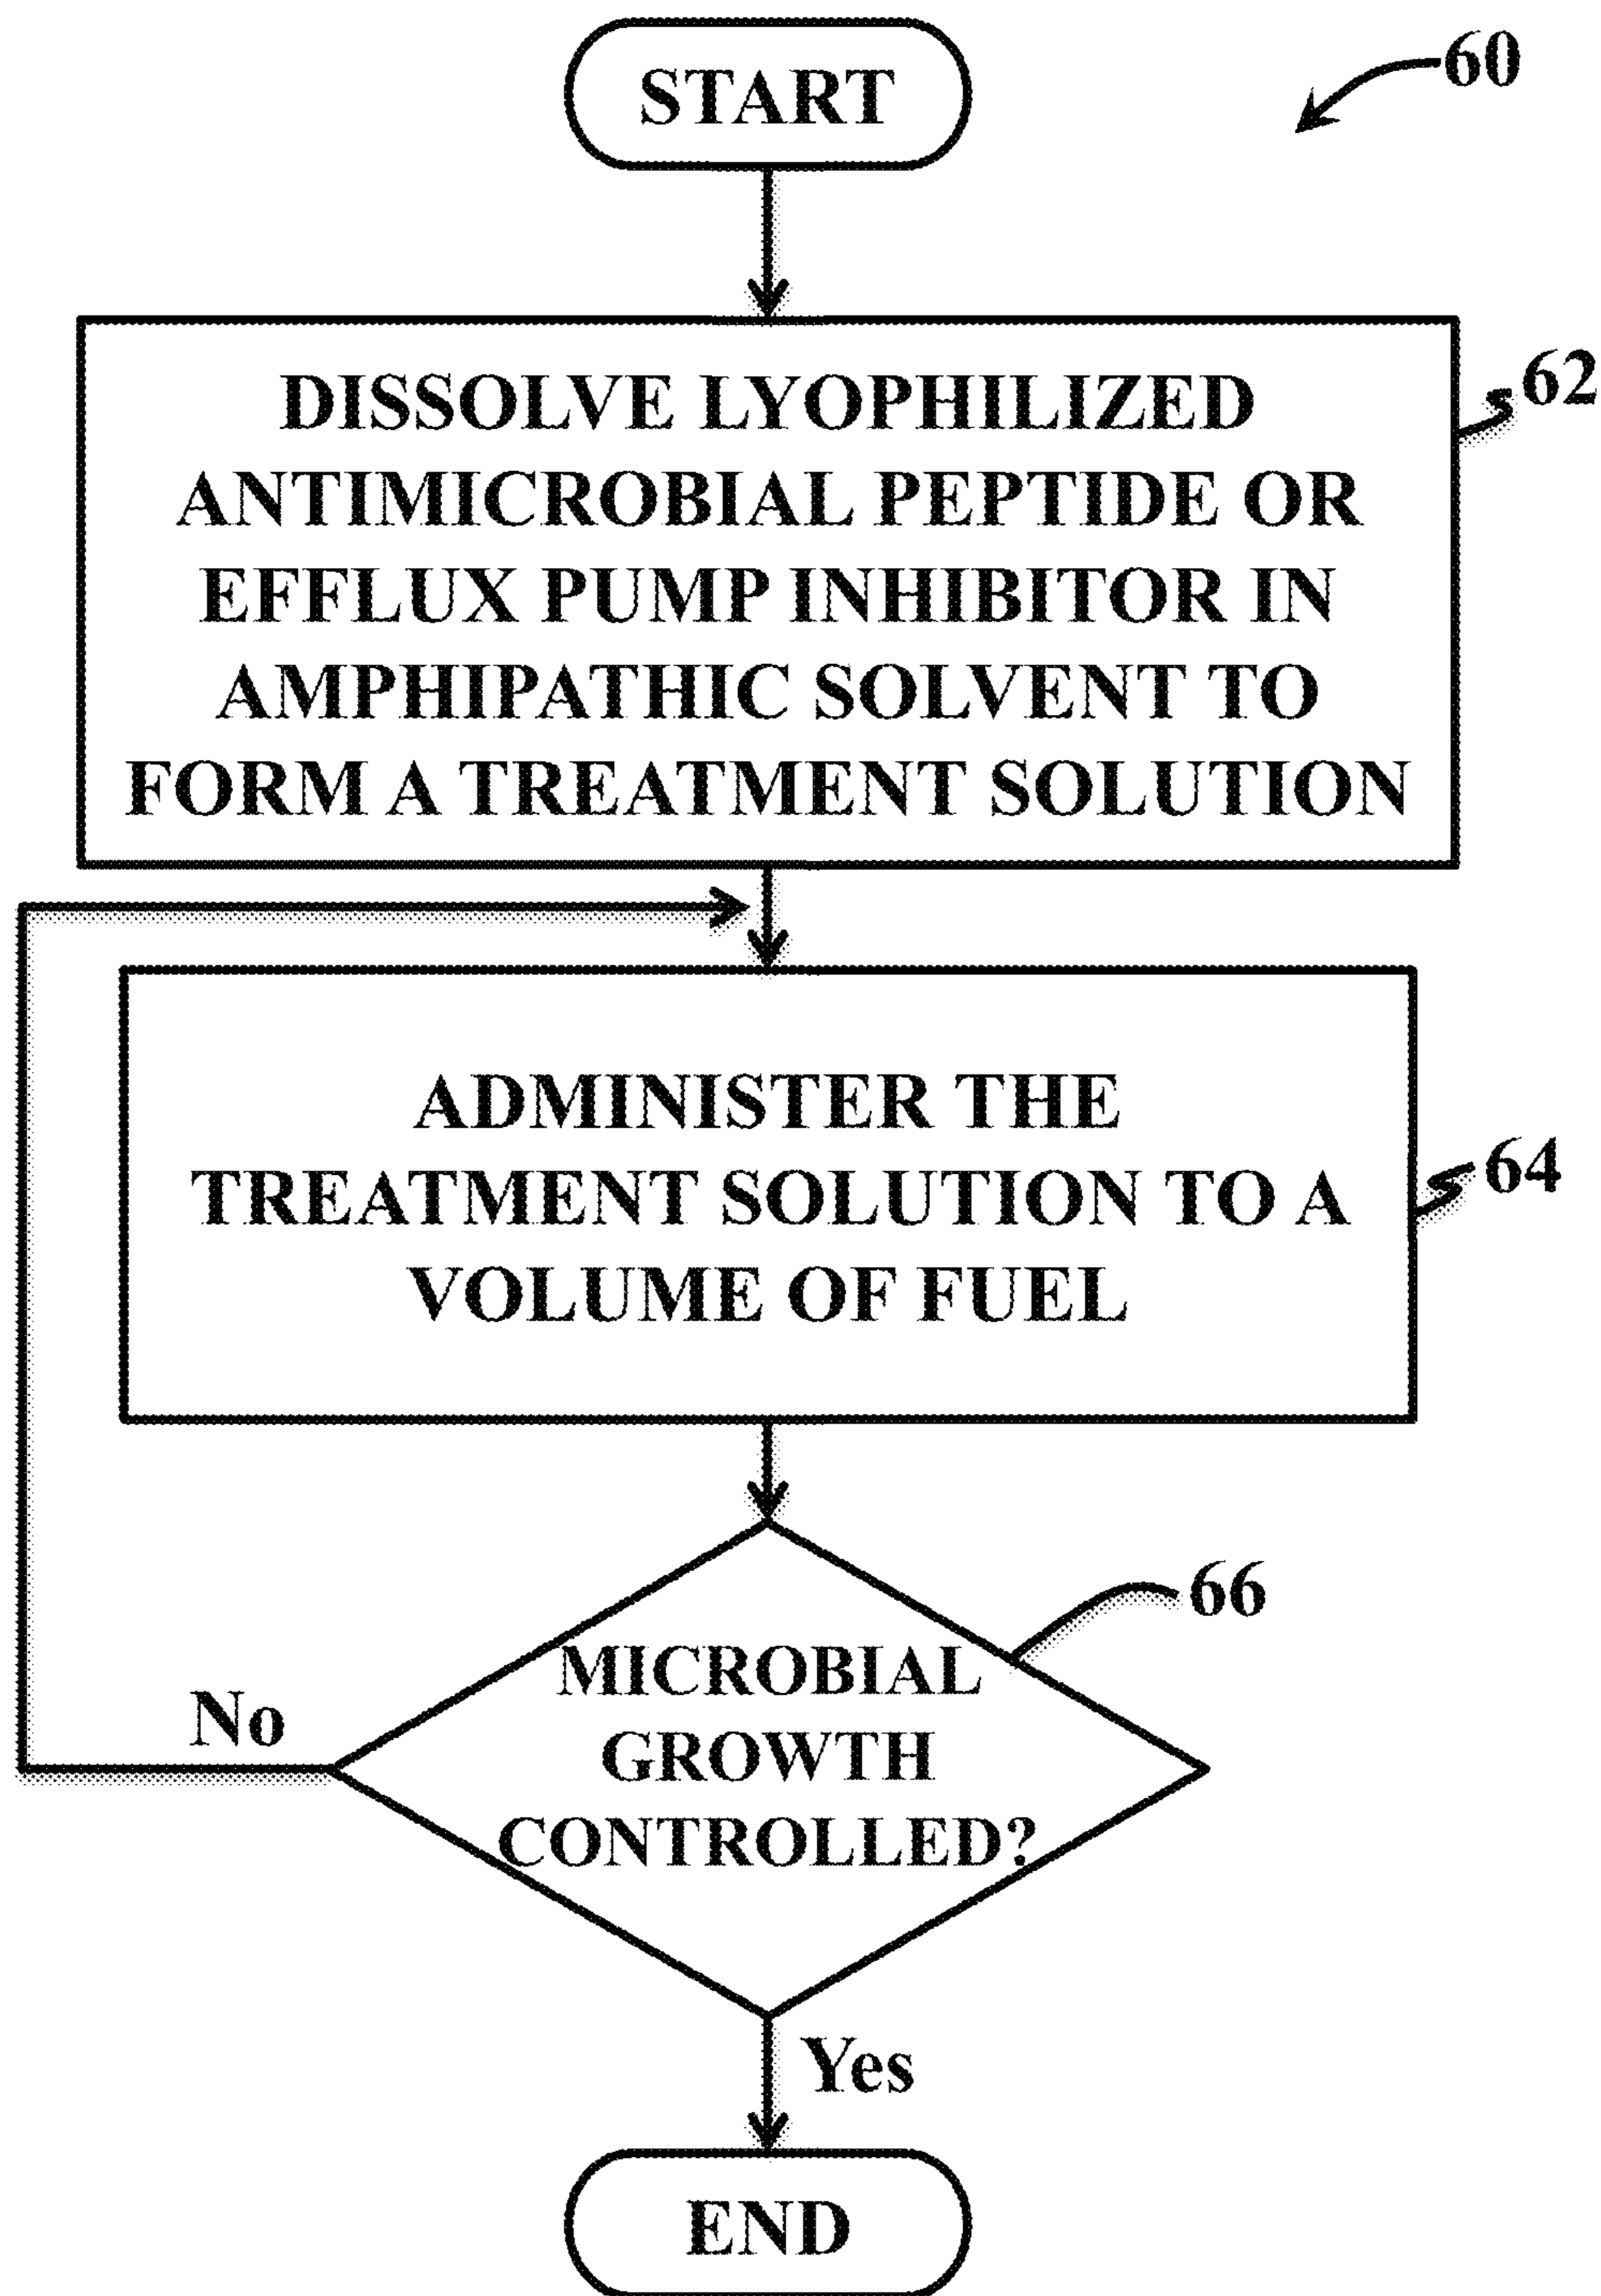 START
60
DISSOLVE LYOPHILIZED
ANTIMICROBIAL PEPTIDE OR
EFFLUX PUMP INHIBITOR IN
AMPHIPATHIC SOLVENT TO
FORM A TREATMENT SOLUTION
62
ADMINISTER THE
TREATMENT SOLUTION TO A
VOLUME OF FUEL
64
MICROBIAL
GROWTH
CONTROLLED?
66
No
Yes
END